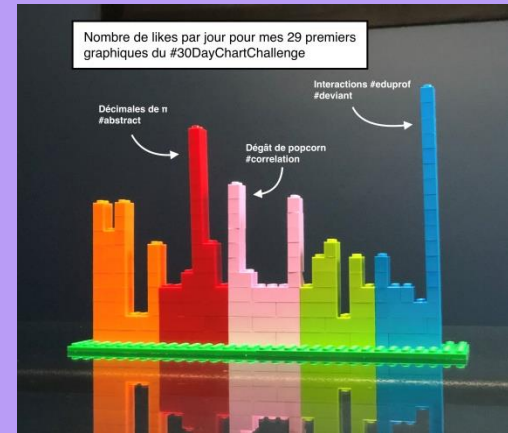 Nombre de likes par jour pour mes 29 premiers
graphiques du #30DayChartChallenge
Interactions #eduprof
#deviant
Décimales de π
#abstract
Dégât de popcorn
#correlation